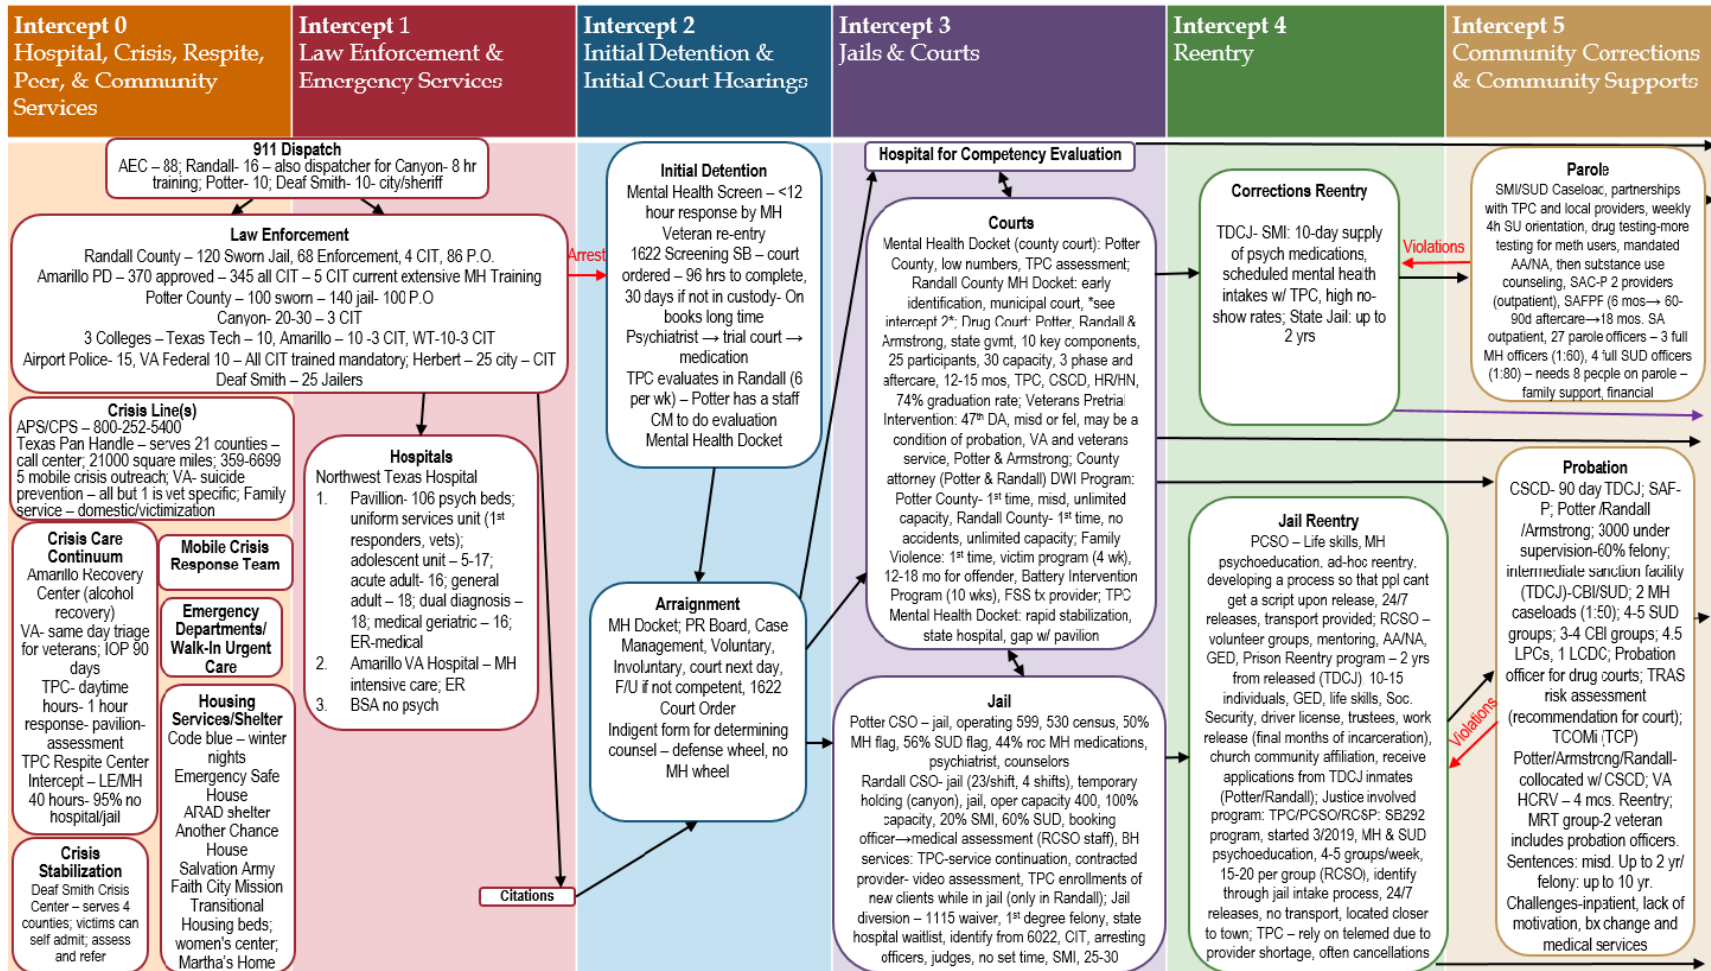 Intercept 0
Hospital, Crisis, Respite,
Peer, & Community
Services
Intercept 1
Law Enforcement &
Emergency Services
Intercept 2
Initial Detention &
Initial Court Hearings
Intercept 3
Jails & Courts
Intercept 4
Reentry
Intercept 5
Community Corrections
& Community Supports
911 Dispatch
AEC – 88; Randall- 16 – also dispatcher for Canyon- 8 hr
training; Potter- 10; Deaf Smith- 10- city/sheriff
Law Enforcement
Randall County – 120 Sworn Jail, 68 Enforcement, 4 CIT, 86 P.O.
Amarillo PD – 370 approved – 345 all CIT – 5 CIT current extensive MH Training
Potter County – 100 sworn – 140 jail- 100 P.O
Canyon- 20-30 – 3 CIT
3 Colleges – Texas Tech – 10, Amarillo – 10 -3 CIT, WT-10-3 CIT
Airport Police- 15, VA Federal 10 – All CIT trained mandatory; Herbert – 25 city – CIT
Deaf Smith – 25 Jailers
Arrest
Crisis Line(s)
APS/CPS – 800-252-5400
Texas Pan Handle – serves 21 counties –
call center; 21000 square miles; 359-6699
5 mobile crisis outreach; VA- suicide
prevention – all but 1 is vet specific; Family
service – domestic/victimization
Crisis Care
Continuum
Amarillo Recovery
Center (alcohol
recovery)
VA- same day triage
for veterans; IOP 90
days
TPC- daytime
hours- 1 hour
response- pavilion-
assessment
TPC Respite Center
Intercept – LE/MH
40 hours- 95% no
hospital/jail
Crisis
Stabilization
Deaf Smith Crisis
Center – serves 4
counties; victims can
self admit; assess
and refer
Mobile Crisis
Response Team
Emergency
Departments/
Walk-In Urgent
Care
Housing
Services/Shelter
Code blue – winter
nights
Emergency Safe
House
ARAD shelter
Another Chance
House
Salvation Army
Faith City Mission
Transitional
Housing beds;
women's center;
Martha's Home
Hospitals
Northwest Texas Hospital
1. Pavillion- 106 psych beds;
uniform services unit (1st
responders, vets);
adolescent unit – 5-17;
acute adult- 16; general
adult – 18; dual diagnosis –
18; medical geriatric – 16;
ER-medical
2. Amarillo VA Hospital – MH
intensive care; ER
3. BSA no psych
Citations
Initial Detention
Mental Health Screen – <12
hour response by MH
Veteran re-entry
1622 Screening SB – court
ordered – 96 hrs to complete,
30 days if not in custody- On
books long time
Psychiatrist → trial court →
medication
TPC evaluates in Randall (6
per wk) – Potter has a staff
CM to do evaluation
Mental Health Docket
Arraignment
MH Docket; PR Board, Case
Management, Voluntary,
Involuntary, court next day,
F/U if not competent, 1622
Court Order
Indigent form for determining
counsel – defense wheel, no
MH wheel
Hospital for Competency Evaluation
Courts
Mental Health Docket (county court): Potter
County, low numbers, TPC assessment;
Randall County MH Docket: early
identification, municipal court, *see
intercept 2*; Drug Court: Potter, Randall &
Armstrong, state gvmt, 10 key components,
25 participants, 30 capacity, 3 phase and
aftercare, 12-15 mos, TPC, CSCD, HR/HN,
74% graduation rate; Veterans Pretrial
Intervention: 47th DA, misd or fel, may be a
condition of probation, VA and veterans
service, Potter & Armstrong; County
attorney (Potter & Randall) DWI Program:
Potter County- 1st time, misd, unlimited
capacity, Randall County- 1st time, no
accidents, unlimited capacity; Family
Violence: 1st time, victim program (4 wk),
12-18 mo for offender, Battery Intervention
Program (10 wks), FSS tx provider; TPC
Mental Health Docket: rapid stabilization,
state hospital, gap w/ pavilion
Jail
Potter CSO – jail, operating 599, 530 census, 50%
MH flag, 56% SUD flag, 44% roc MH medications,
psychiatrist, counselors
Randall CSO- jail (23/shift, 4 shifts), temporary
holding (canyon), jail, oper capacity 400, 100%
capacity, 20% SMI, 60% SUD, booking
officer→medical assessment (RCSO staff), BH
services: TPC-service continuation, contracted
provider- video assessment, TPC enrollments of
new clients while in jail (only in Randall); Jail
diversion – 1115 waiver, 1st degree felony, state
hospital waitlist, identify from 6022, CIT, arresting
officers, judges, no set time, SMI, 25-30
Corrections Reentry
TDCJ- SMI: 10-day supply
of psych medications,
scheduled mental health
intakes w/ TPC, high no-
show rates; State Jail: up to
2 yrs
Violations
Jail Reentry
PCSO – Life skills, MH
psychoeducation, ad-hoc reentry,
developing a process so that ppl cant
get a script upon release, 24/7
releases, transport provided; RCSO –
volunteer groups, mentoring, AA/NA,
GED, Prison Reentry program – 2 yrs
from released (TDCJ). 10-15
individuals, GED, life skills, Soc.
Security, driver license, trustees, work
release (final months of incarceration),
church community affiliation, receive
applications from TDCJ inmates
(Potter/Randall); Justice involved
program: TPC/PCSO/RCSP: SB292
program, started 3/2019, MH & SUD
psychoeducation, 4-5 groups/week,
15-20 per group (RCSO), identify
through jail intake process, 24/7
releases, no transport, located closer
to town; TPC – rely on telemed due to
provider shortage, often cancellations
Violations
Parole
SMI/SUD Caseload, partnerships
with TPC and local providers, weekly
4h SU orientation, drug testing-more
testing for meth users, mandated
AA/NA, then substance use
counseling, SAC-P 2 providers
(outpatient), SAFPF (6 mos→ 60-
90d aftercare→18 mos. SA
outpatient, 27 parole officers – 3 full
MH officers (1:60), 4 full SUD officers
(1:80) – needs 8 people on parole –
family support, financial
Probation
CSCD- 90 day TDCJ; SAF-
P; Potter /Randall
/Armstrong; 3000 under
supervision-60% felony;
intermediate sanction facility
(TDCJ)-CBI/SUD; 2 MH
caseloads (1:50); 4-5 SUD
groups; 3-4 CBI groups; 4.5
LPCs, 1 LCDC; Probation
officer for drug courts; TRAS
risk assessment
(recommendation for court);
TCOMi (TCP)
Potter/Armstrong/Randall-
collocated w/ CSCD; VA
HCRV – 4 mos. Reentry;
MRT group-2 veteran
includes probation officers.
Sentences: misd. Up to 2 yr/
felony: up to 10 yr.
Challenges-inpatient, lack of
motivation, bx change and
medical services